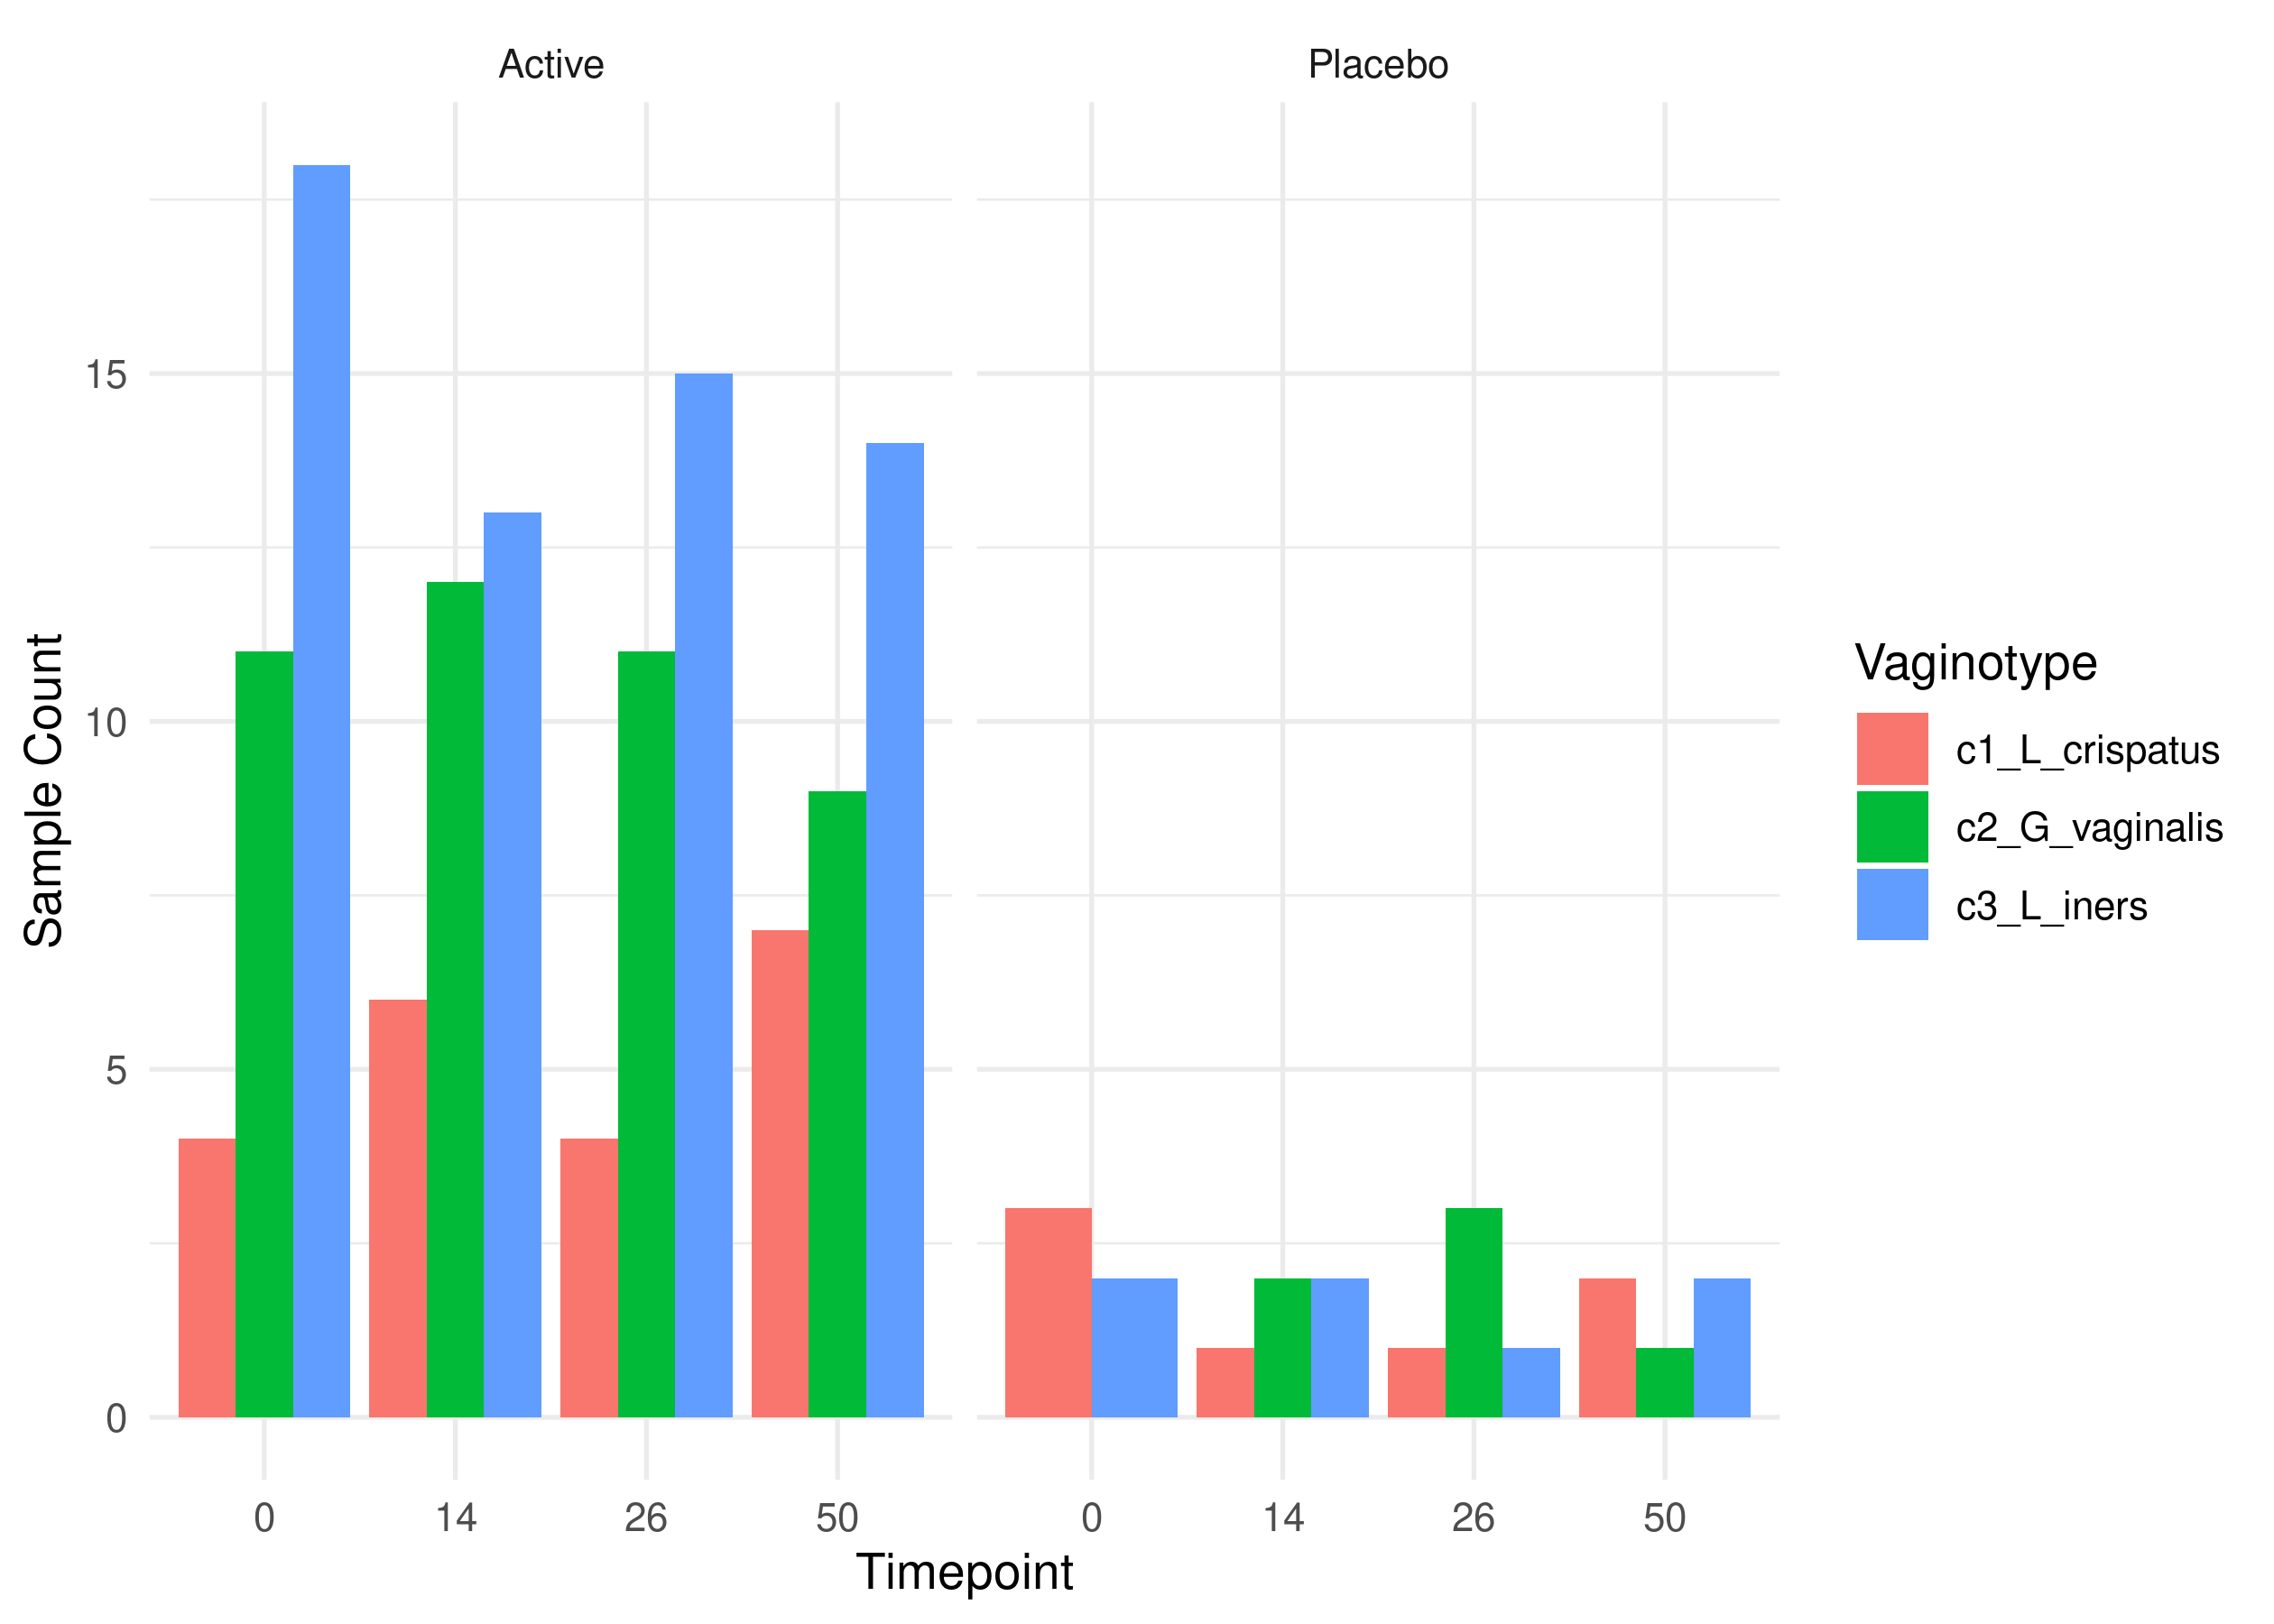 Active Placebo
15
10
5
0
Sample Count
0 14 26 50 0 14 26 50
Timepoint
Vaginotype
c1_L_crispatus
c2_G_vaginalis
c3_L_iners